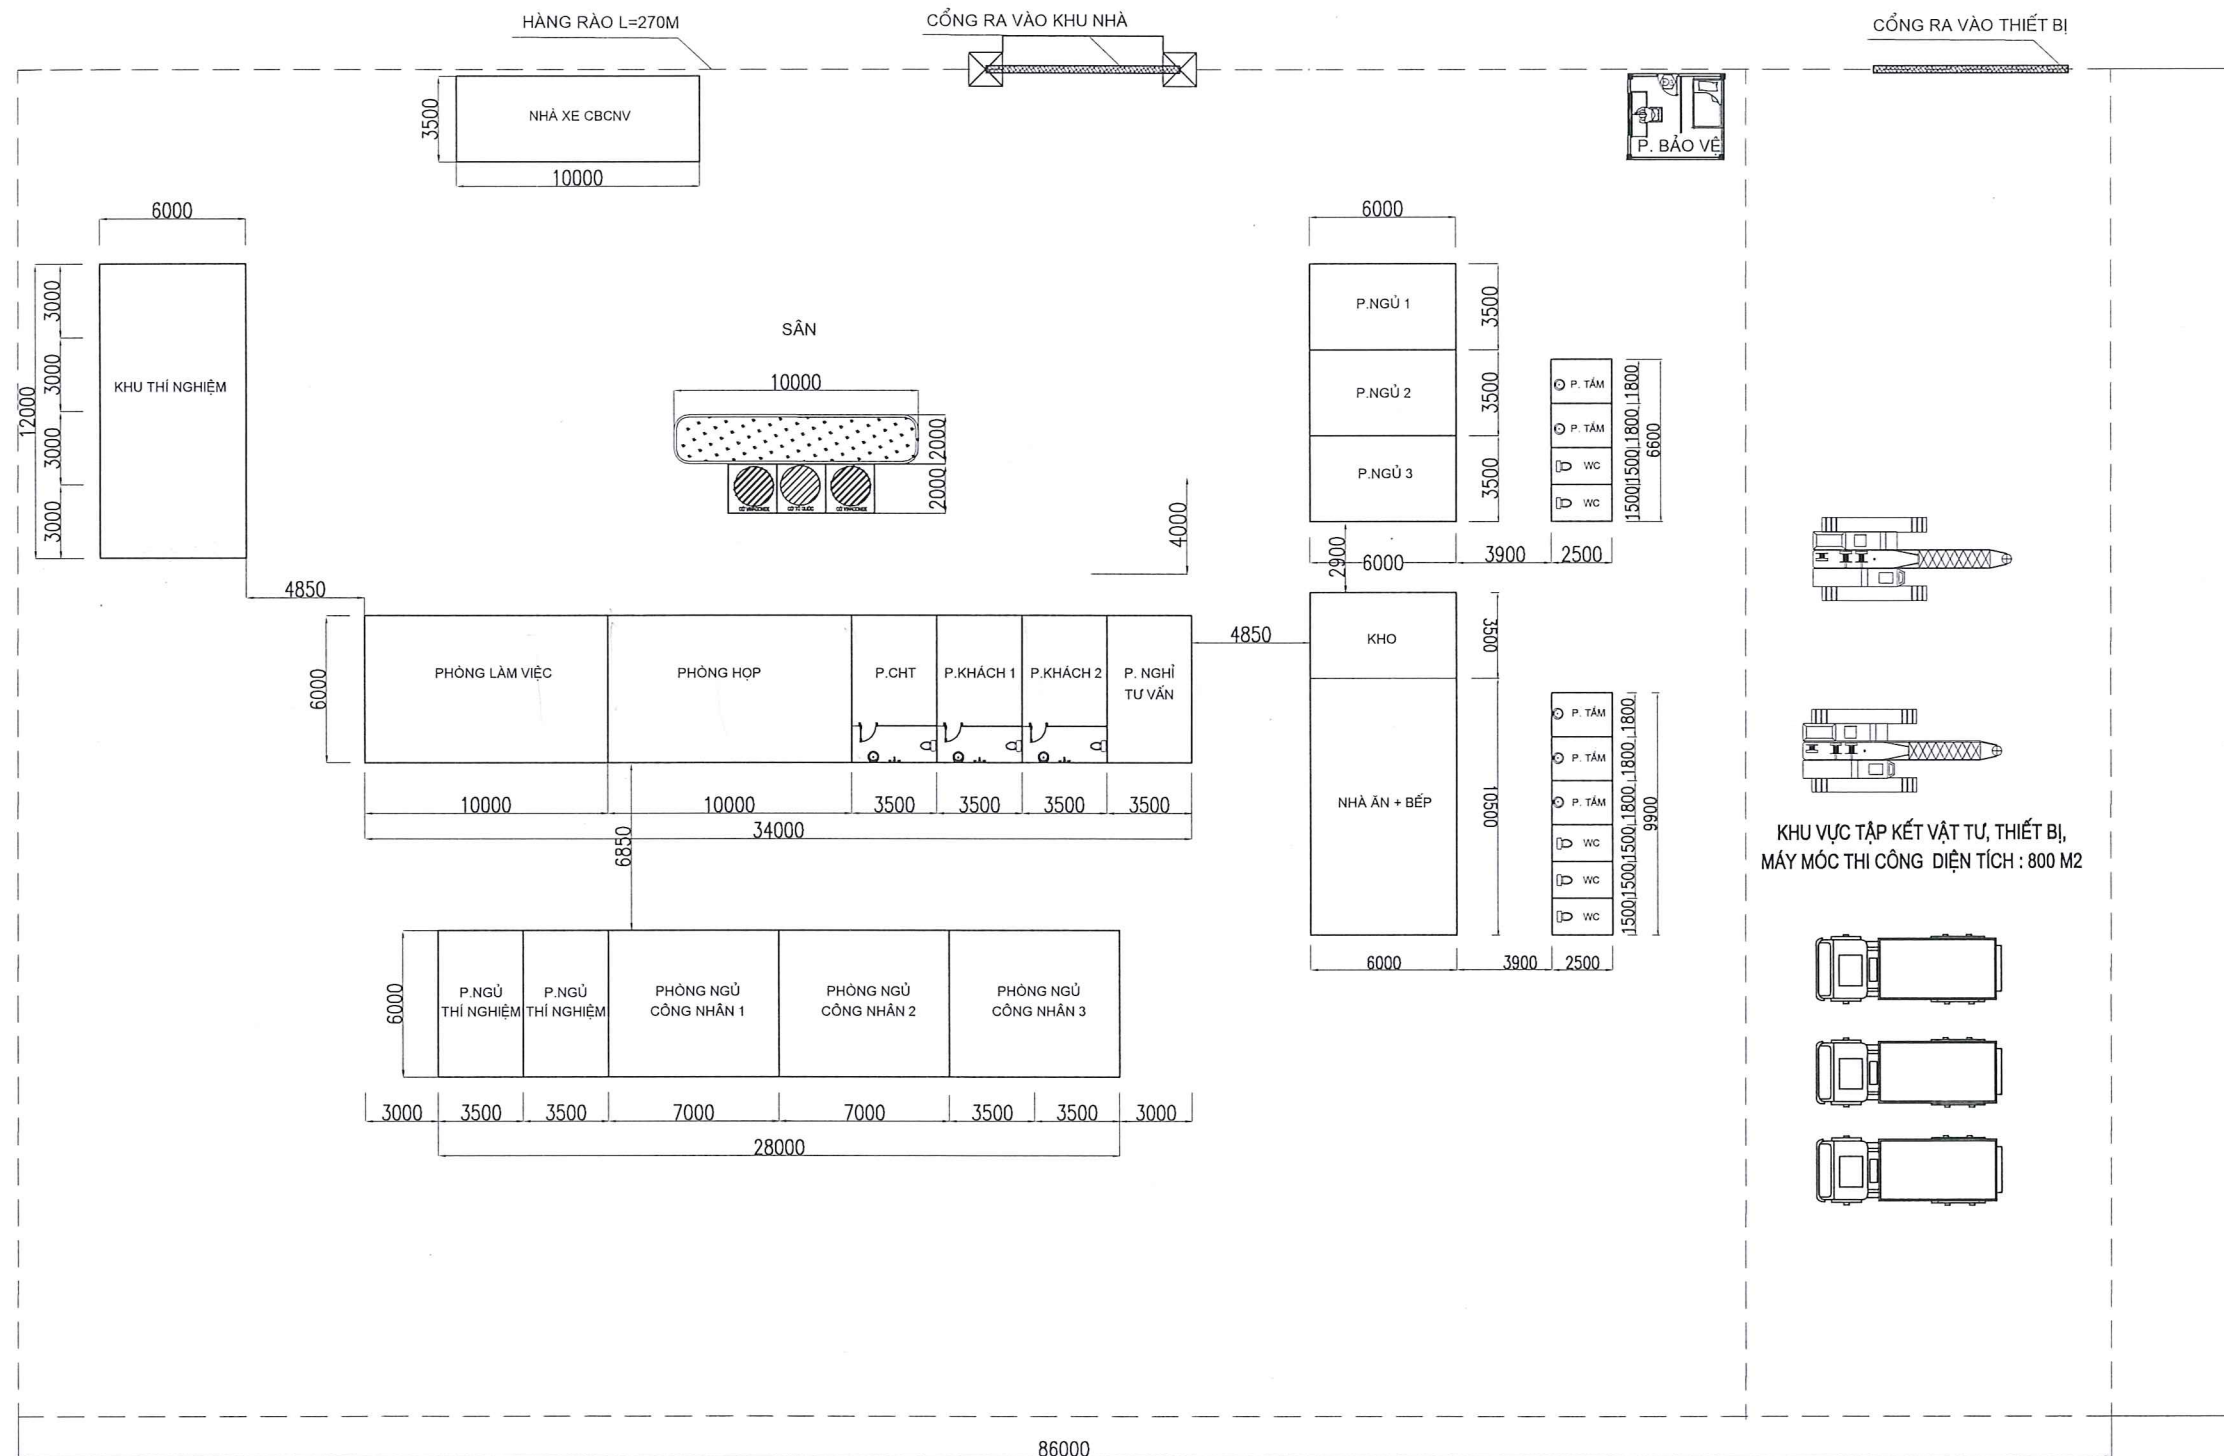 HÀNG RÀO L=270M
CỔNG RA VÀO KHU NHÀ
CỔNG RA VÀO THIẾT BỊ
NHÀ XE CBCNV
3500
10000
P. BẢO VỆ
6000
KHU THÍ NGHIỆM
3000
3000
3000
3000
12000
4850
SÂN
10000
2000
2000
4000
6000
P.NGỦ 1
P.NGỦ 2
P.NGỦ 3
3500
3500
3500
2900
6000
3900
2500
P. TẮM
P. TẮM
WC
WC
1800
1800
1500
1500
6600
PHÒNG LÀM VIỆC
PHÒNG HỌP
P.CHT
P.KHÁCH 1
P.KHÁCH 2
P. NGHỈ
TƯ VẤN
6000
4850
10000
10000
3500
3500
3500
3500
34000
6850
KHO
3500
NHÀ ĂN + BẾP
10500
6000
3900
2500
P. TẮM
P. TẮM
P. TẮM
WC
WC
WC
1800
1800
1800
1500
1500
1500
9900
KHU VỰC TẬP KẾT VẬT TƯ, THIẾT BỊ,
MÁY MÓC THI CÔNG DIỆN TÍCH : 800 M2
P.NGỦ
THÍ NGHIỆM
P.NGỦ
THÍ NGHIỆM
PHÒNG NGỦ
CÔNG NHÂN 1
PHÒNG NGỦ
CÔNG NHÂN 2
PHÒNG NGỦ
CÔNG NHÂN 3
6000
3000
3500
3500
7000
7000
3500
3500
3000
28000
86000